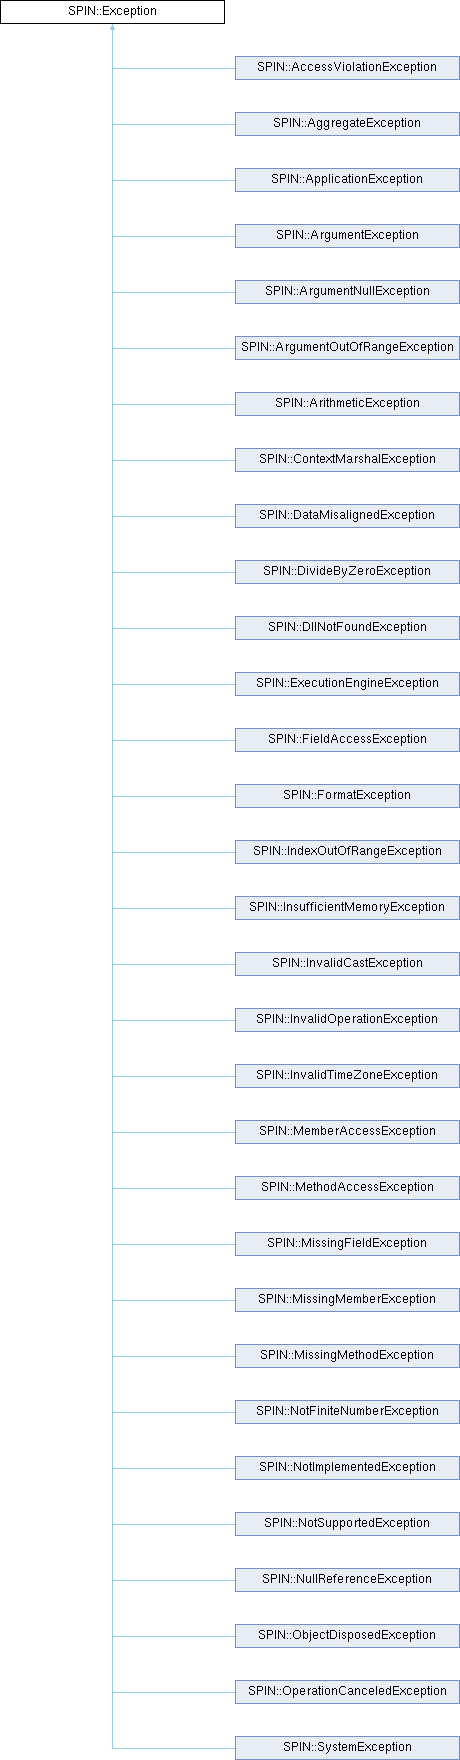 SPIN::Exception
SPIN::AccessViolationException
SPIN::AggregateException
SPIN::ApplicationException
SPIN::ArgumentException
SPIN::ArgumentNullException
SPIN::ArgumentOutOfRangeException
SPIN::ArithmeticException
SPIN::ContextMarshalException
SPIN::DataMisalignedException
SPIN::DivideByZeroException
SPIN::DllNotFoundException
SPIN::ExecutionEngineException
SPIN::FieldAccessException
SPIN::FormatException
SPIN::IndexOutOfRangeException
SPIN::InsufficientMemoryException
SPIN::InvalidCastException
SPIN::InvalidOperationException
SPIN::InvalidTimeZoneException
SPIN::MemberAccessException
SPIN::MethodAccessException
SPIN::MissingFieldException
SPIN::MissingMemberException
SPIN::MissingMethodException
SPIN::NotFiniteNumberException
SPIN::NotImplementedException
SPIN::NotSupportedException
SPIN::NullReferenceException
SPIN::ObjectDisposedException
SPIN::OperationCanceledException
SPIN::SystemException